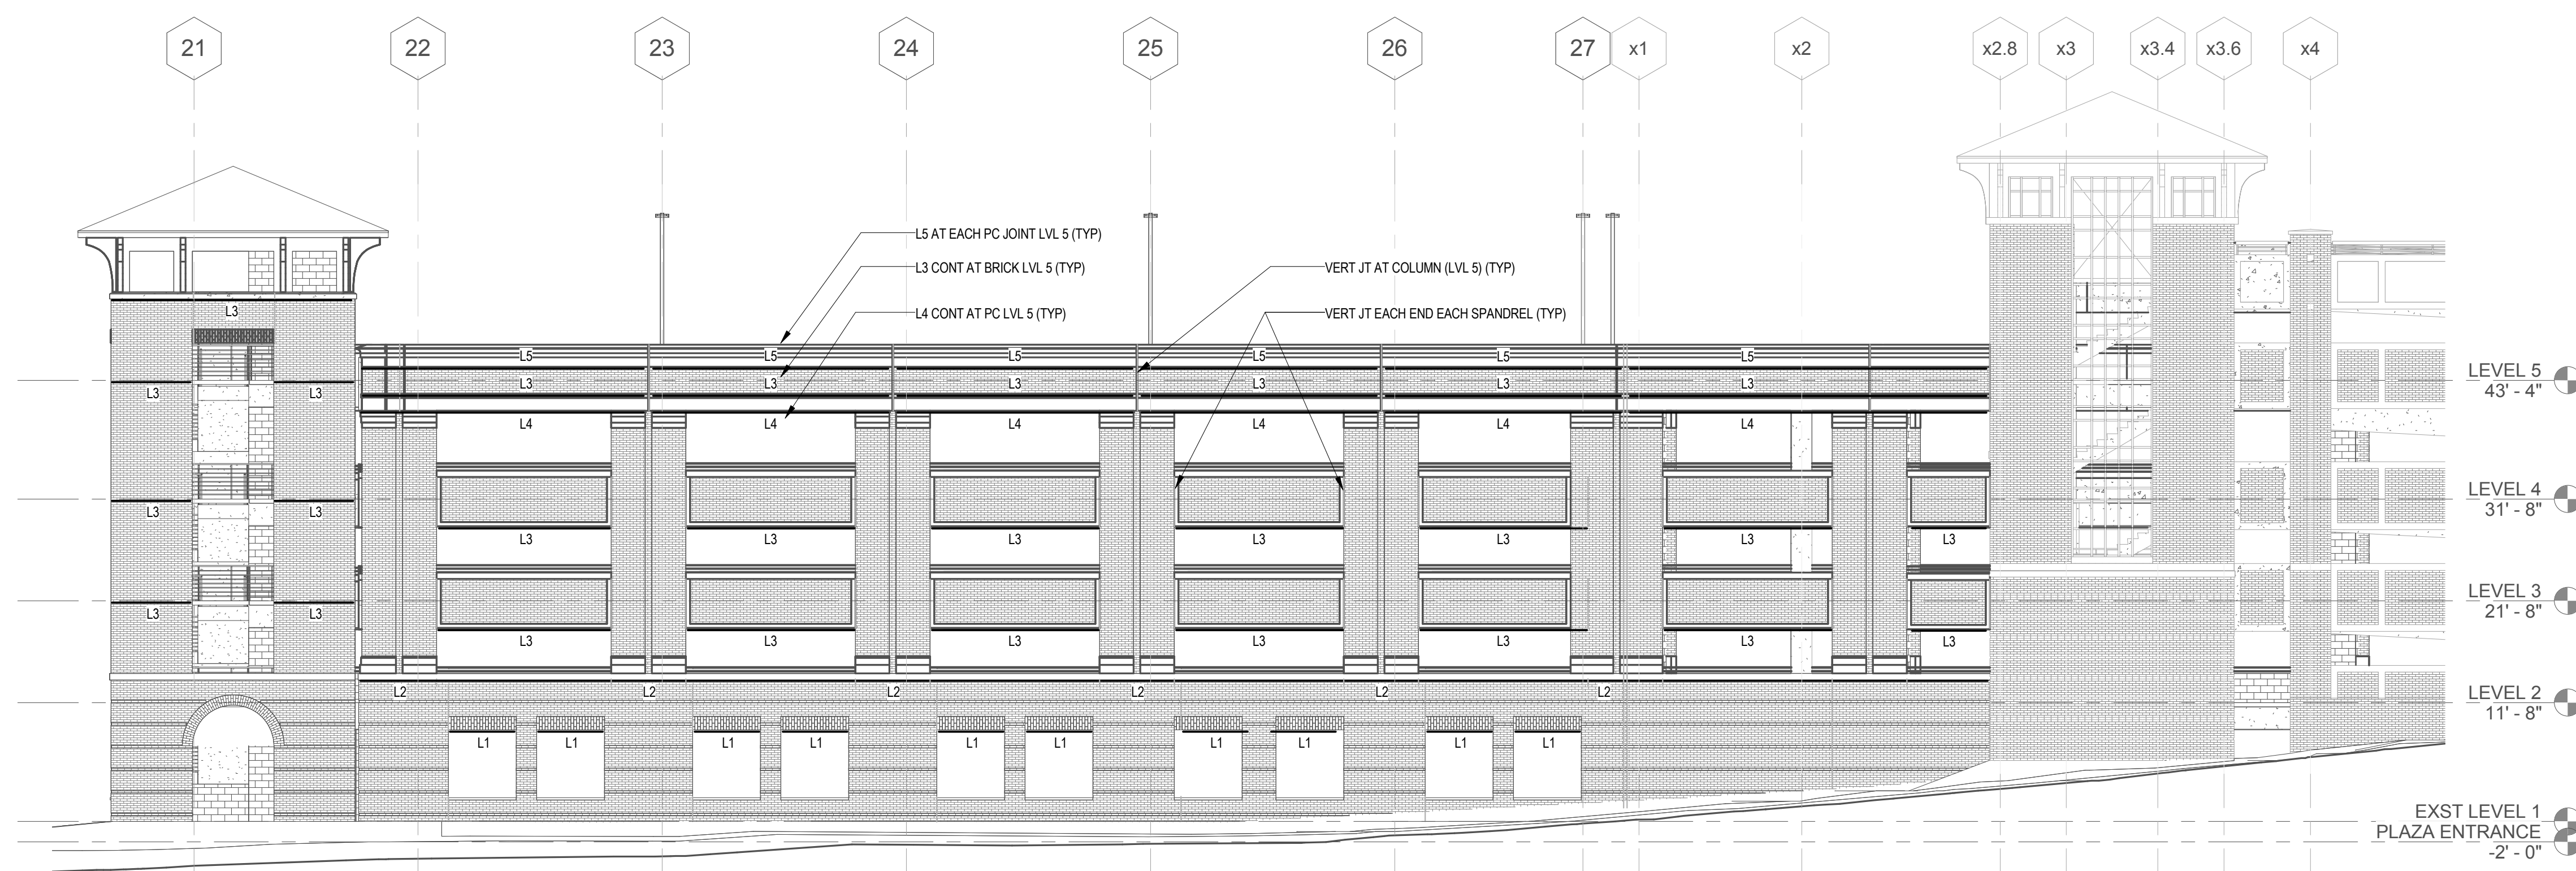 21 22 23 24 25 26 27 x1 x2 x2.8 x3 x3.4 x3.6 x4
L5 AT EACH PC JOINT LVL 5 (TYP)
L3 CONT AT BRICK LVL 5 (TYP)
VERT JT AT COLUMN (LVL 5) (TYP)
L4 CONT AT PC LVL 5 (TYP)
VERT JT EACH END EACH SPANDREL (TYP)
L3
L5 L5 L5 L5 L5 L5
LEVEL 5
43' - 4"
L3 L3 L3 L3 L3 L3 L3 L3
L4 L4 L4 L4 L4 L4
LEVEL 4
31' - 8"
L3 L3
L3 L3 L3 L3 L3 L3 L3
LEVEL 3
21' - 8"
L3 L3
L3 L3 L3 L3 L3 L3 L3
LEVEL 2
11' - 8"
L2 L2 L2 L2 L2 L2
L1 L1 L1 L1 L1 L1 L1 L1 L1 L1
EXST LEVEL 1
PLAZA ENTRANCE
-2' - 0"